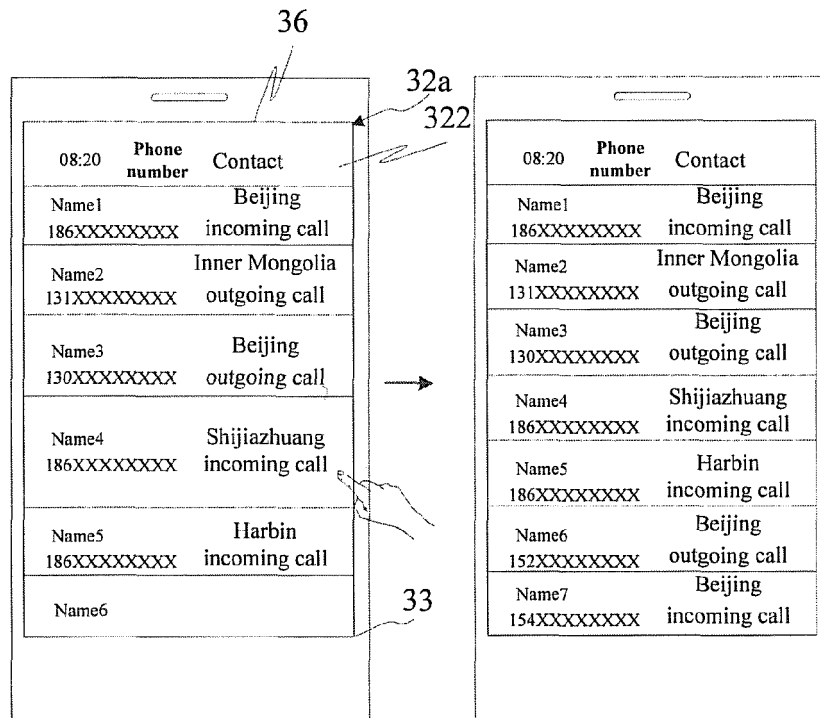 36
32a
322
08:20 Phone number Contact
Name1 Beijing
186XXXXXXXX incoming call
Name2 Inner Mongolia
131XXXXXXXX outgoing call
Name3 Beijing
130XXXXXXXX outgoing call
Name4 Shijiazhuang
186XXXXXXXX incoming call
Name5 Harbin
186XXXXXXXX incoming call
Name6
33
08:20 Phone number Contact
Name1 Beijing
186XXXXXXXX incoming call
Name2 Inner Mongolia
131XXXXXXXX outgoing call
Name3 Beijing
130XXXXXXXX outgoing call
Name4 Shijiazhuang
186XXXXXXXX incoming call
Name5 Harbin
186XXXXXXXX incoming call
Name6 Beijing
152XXXXXXXX outgoing call
Name7 Beijing
154XXXXXXXX incoming call